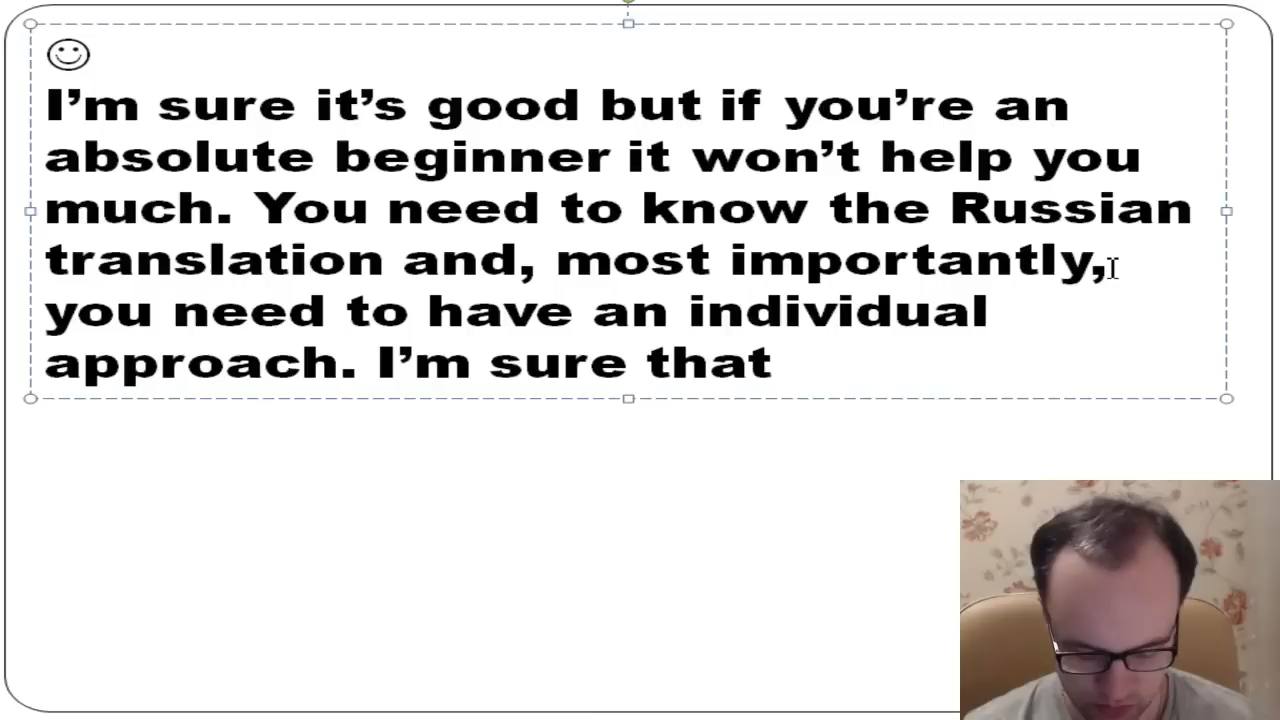 ☺
I’m sure it’s good but if you’re an
absolute beginner it won’t help you
much. You need to know the Russian
translation and, most importantly,
you need to have an individual
approach. I’m sure that